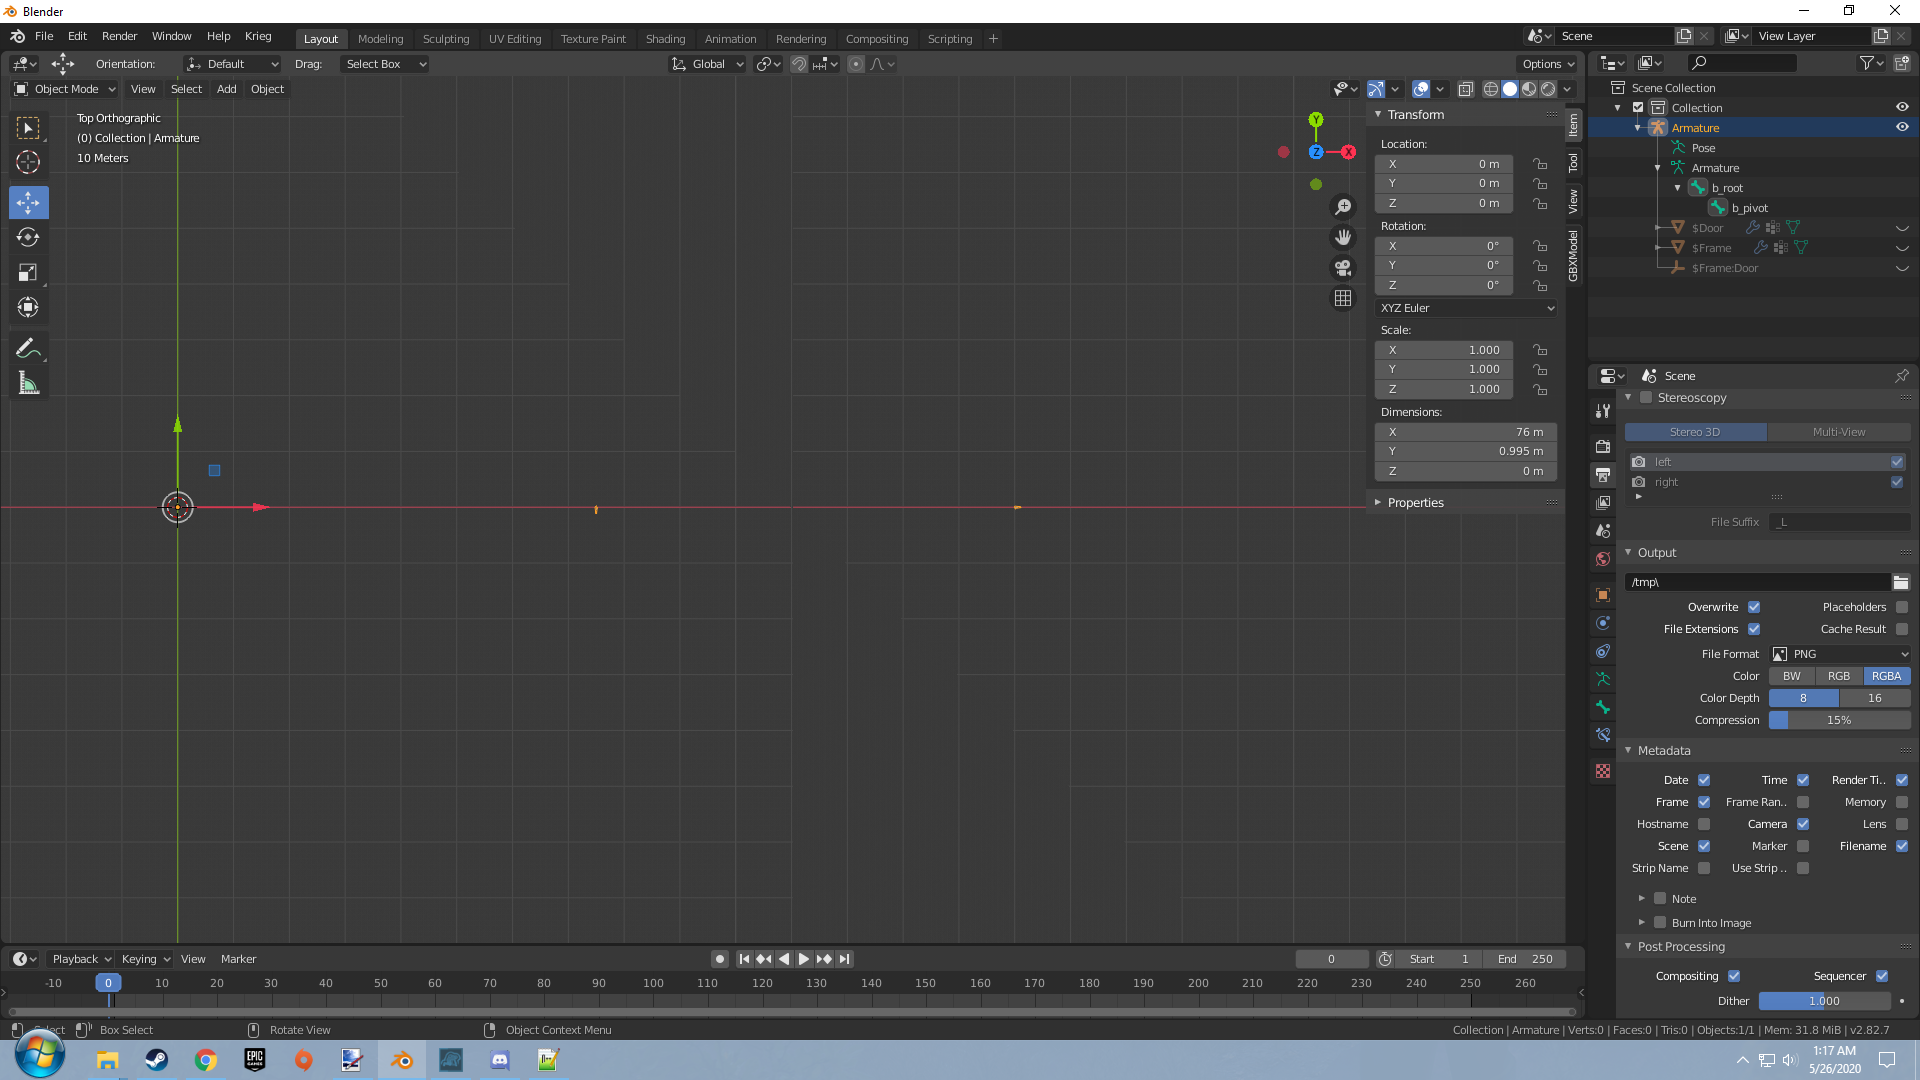 Blender
File Edit Render Window Help Krieg
Layout Modeling Sculpting UV Editing Texture Paint Shading Animation Rendering Compositing Scripting
Scene
View Layer
Orientation: Default Drag: Select Box
Global
Options
Object Mode View Select Add Object
Top Orthographic
(0) Collection | Armature
10 Meters
Y
Z X
Transform
Location:
X 0 m
Y 0 m
Z 0 m
Rotation:
X 0°
Y 0°
Z 0°
XYZ Euler
Scale:
X 1.000
Y 1.000
Z 1.000
Dimensions:
X 76 m
Y 0.995 m
Z 0 m
Properties
Item
Tool
View
GBXModel
Scene Collection
Collection
Armature
Pose
Armature
b_root
b_pivot
$Door
$Frame
$Frame:Door
Scene
Stereoscopy
Stereo 3D Multi-View
left
right
File Suffix _L
Output
/tmp\
Overwrite Placeholders
File Extensions Cache Result
File Format PNG
Color BW RGB RGBA
Color Depth 8 16
Compression 15%
Metadata
Date Time Render Ti..
Frame Frame Ran.. Memory
Hostname Camera Lens
Scene Marker Filename
Strip Name Use Strip ..
Note
Burn Into Image
Post Processing
Compositing Sequencer
Dither 1.000
Playback Keying View Marker
0 Start 1 End 250
-10 0 10 20 30 40 50 60 70 80 90 100 110 120 130 140 150 160 170 180 190 200 210 220 230 240 250 260
Select Box Select Rotate View Object Context Menu
Collection | Armature | Verts:0 | Faces:0 | Tris:0 | Objects:1/1 | Mem: 31.8 MiB | v2.82.7
EPIC
GAMES
1:17 AM
5/26/2020